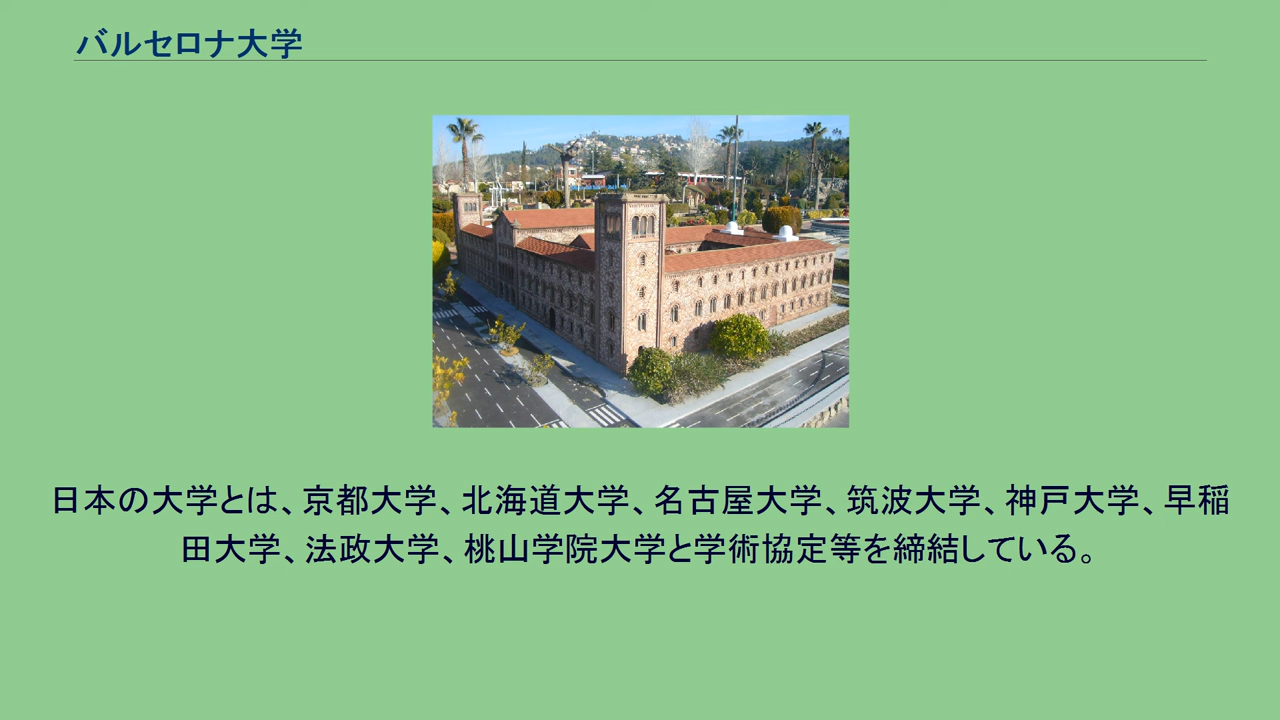 バルセロナ大学
日本の大学とは、京都大学、北海道大学、名古屋大学、筑波大学、神戸大学、早稲
田大学、法政大学、桃山学院大学と学術協定等を締結している。